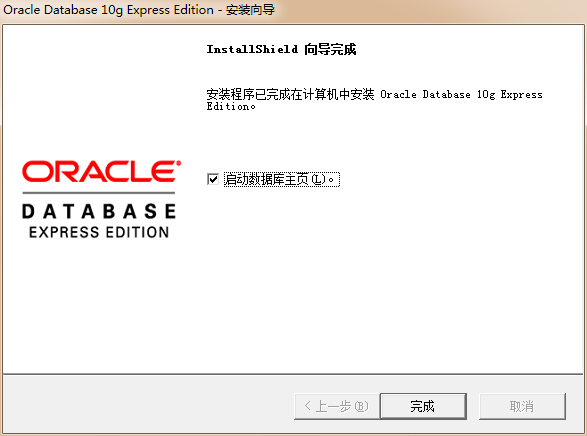 Oracle Database 10g Express Edition - 安装向导
InstallShield 向导完成
安装程序已完成在计算机中安装 Oracle Database 10g Express
Edition。
ORACLE®
DATABASE
EXPRESS EDITION
启动数据库主页(L)。
< 上一步(B)
完成
取消